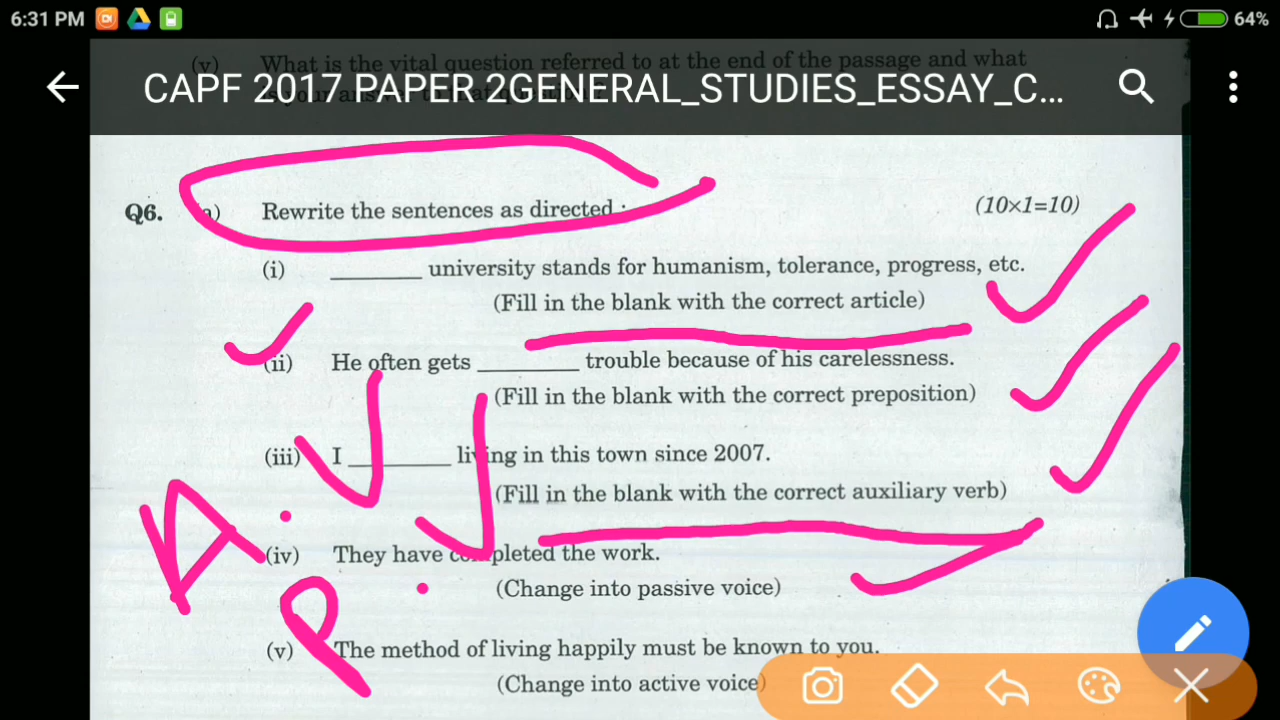 6:31 PM 64%
(v) What is the vital question referred to at the end of the passage and what
CAPF 2017 PAPER 2GENERAL_STUDIES_ESSAY_C...
Q6. (a) Rewrite the sentences as directed : (10×1=10)
(i) ________ university stands for humanism, tolerance, progress, etc.
(Fill in the blank with the correct article)
(ii) He often gets ________ trouble because of his carelessness.
(Fill in the blank with the correct preposition)
(iii) I ________ living in this town since 2007.
(Fill in the blank with the correct auxiliary verb)
A. V
(iv) They have completed the work.
(Change into passive voice)
P. V
(v) The method of living happily must be known to you.
(Change into active voice)